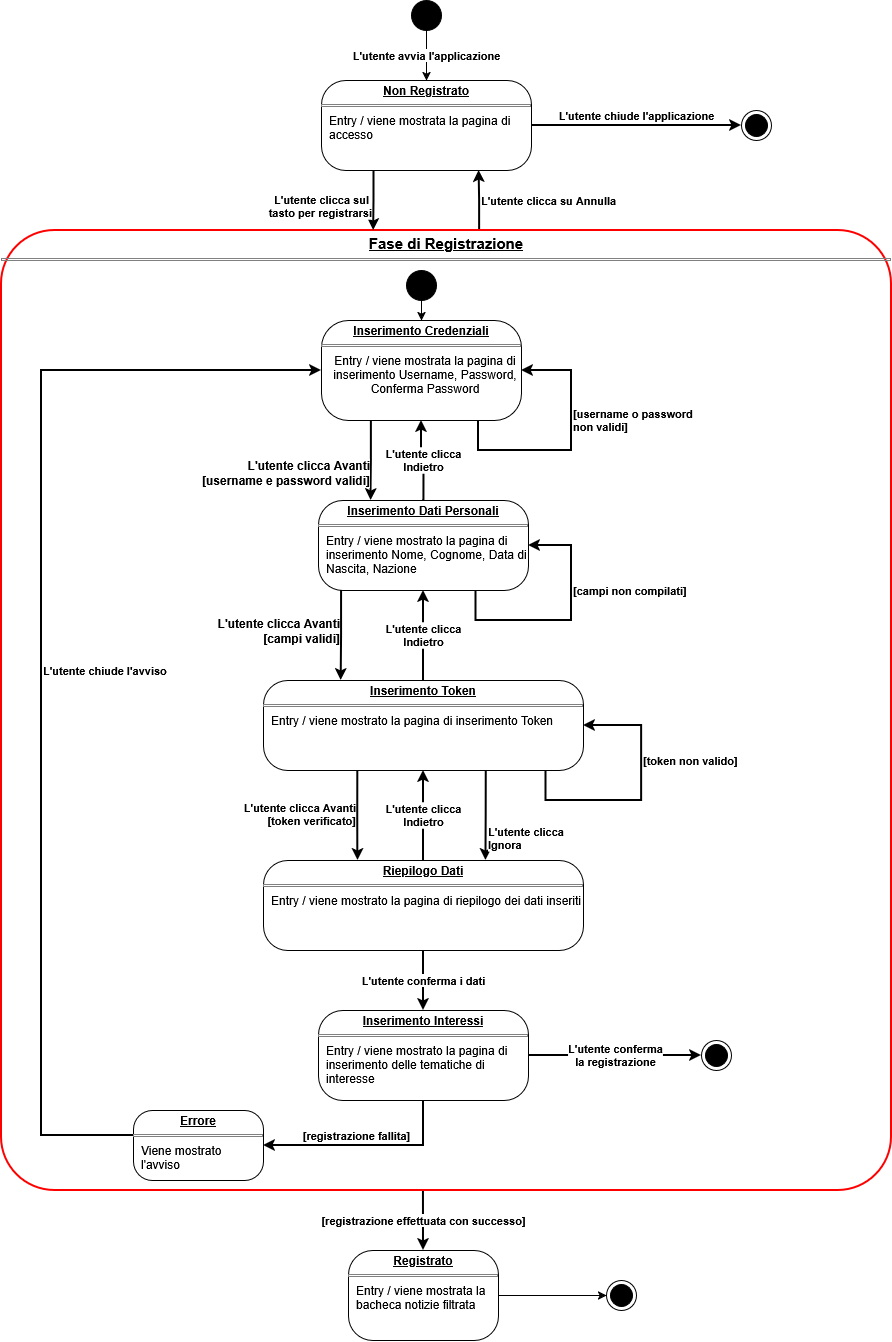 L'utente avvia l'applicazione
Non Registrato
Entry / viene mostrata la pagina di
accesso
L'utente chiude l'applicazione
L'utente clicca sul
tasto per registrarsi
L'utente clicca su Annulla
Fase di Registrazione
Inserimento Credenziali
Entry / viene mostrata la pagina di
inserimento Username, Password,
Conferma Password
[username o password
non validi]
L'utente clicca Avanti
[username e password validi]
L'utente clicca
Indietro
Inserimento Dati Personali
Entry / viene mostrato la pagina di
inserimento Nome, Cognome, Data di
Nascita, Nazione
[campi non compilati]
L'utente clicca Avanti
[campi validi]
L'utente clicca
Indietro
L'utente chiude l'avviso
Inserimento Token
Entry / viene mostrato la pagina di inserimento Token
[token non valido]
L'utente clicca Avanti
[token verificato]
L'utente clicca
Indietro
L'utente clicca
Ignora
Riepilogo Dati
Entry / viene mostrato la pagina di riepilogo dei dati inseriti
L'utente conferma i dati
Inserimento Interessi
Entry / viene mostrato la pagina di
inserimento delle tematiche di
interesse
L'utente conferma
la registrazione
Errore
Viene mostrato
l'avviso
[registrazione fallita]
[registrazione effettuata con successo]
Registrato
Entry / viene mostrata la
bacheca notizie filtrata